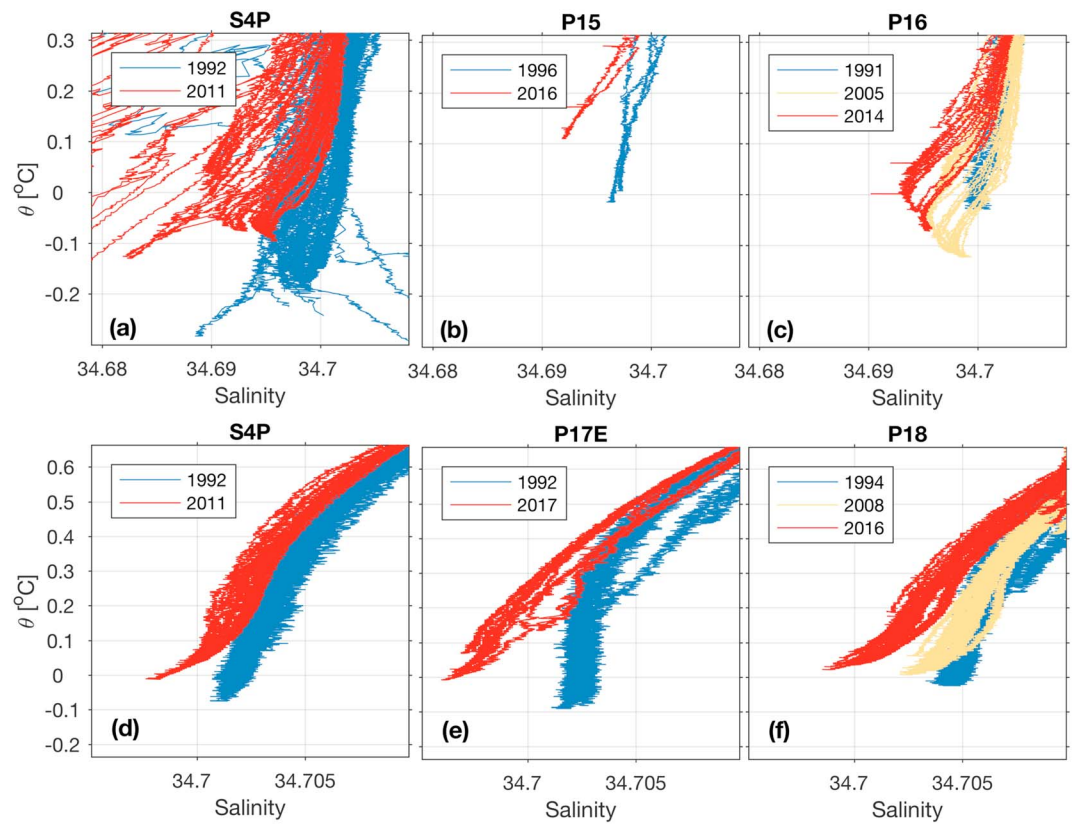 S4P
P15
P16
0.3
0.2
0.1
0
-0.1
-0.2
θ [°C]
1992
2011
1996
2016
1991
2005
2014
(a)
(b)
(c)
34.68
34.69
34.7
34.68
34.69
34.7
34.68
34.69
34.7
Salinity
Salinity
Salinity
S4P
P17E
P18
0.6
0.5
0.4
0.3
0.2
0.1
0
-0.1
-0.2
θ [°C]
1992
2011
1992
2017
1994
2008
2016
(d)
(e)
(f)
34.7
34.705
34.7
34.705
34.7
34.705
Salinity
Salinity
Salinity